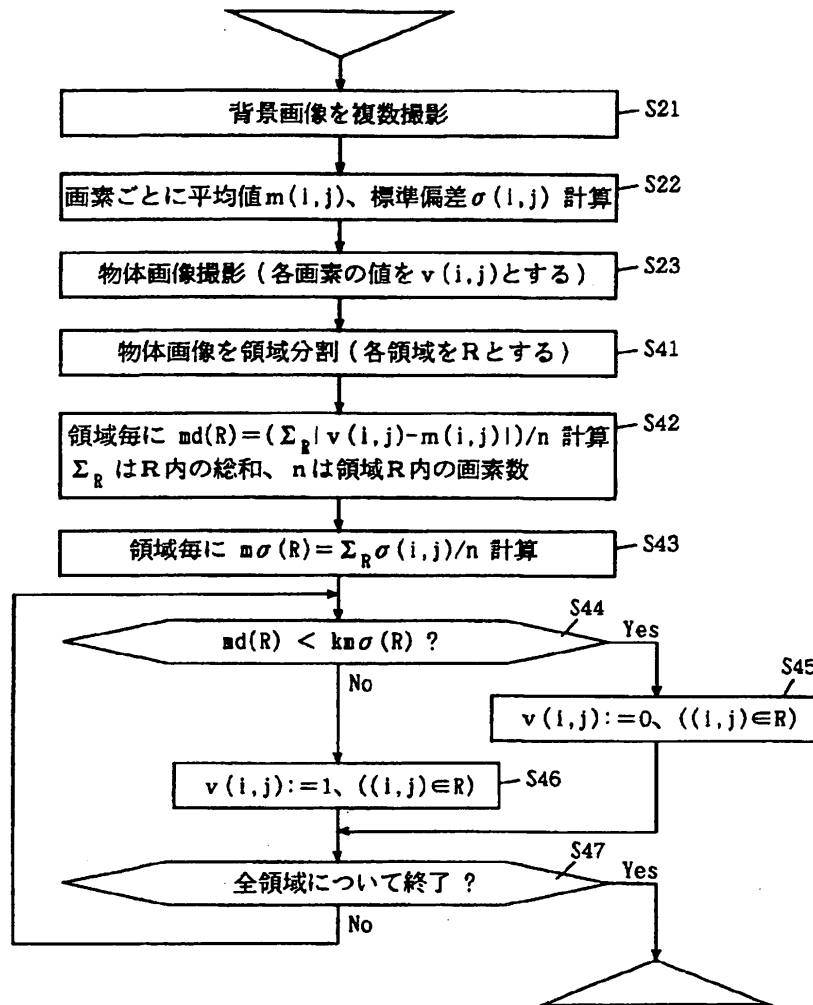 背景画像を複数撮影
S21
画素ごとに平均値m(i,j)、標準偏差σ(i,j) 計算
S22
物体画像撮影(各画素の値をv(i,j)とする)
S23
物体画像を領域分割(各領域をRとする)
S41
領域毎に md(R)=(Σ_R|v(i,j)-m(i,j)|)/n 計算
Σ_R はR内の総和、nは領域R内の画素数
S42
領域毎に mσ(R)=Σ_Rσ(i,j)/n 計算
S43
md(R) < kmσ(R) ?
S44
Yes
No
v(i,j):=0、((i,j)∈R)
S45
v(i,j):=1、((i,j)∈R)
S46
全領域について終了 ?
S47
Yes
No